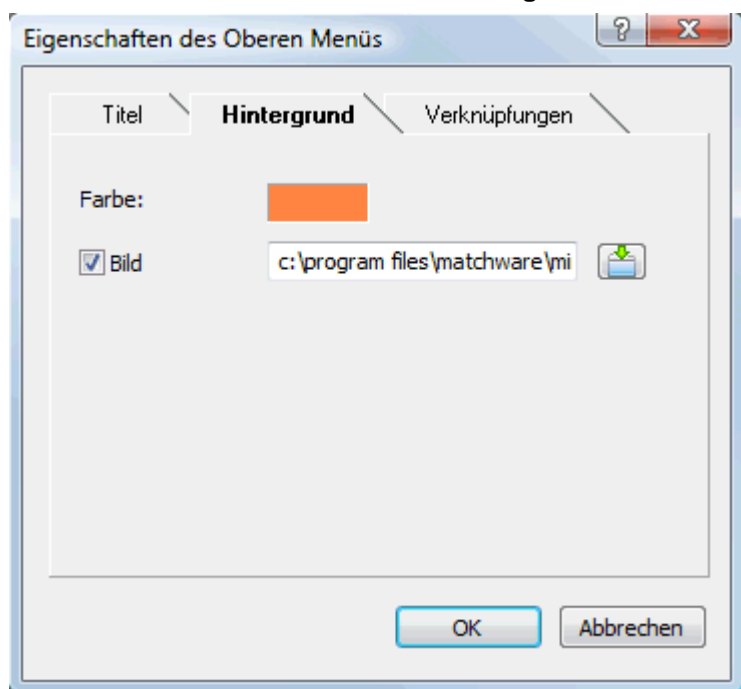 Eigenschaften des Oberen Menüs
Titel Hintergrund Verknüpfungen
Farbe:
Bild c:\program files\matchware\mi
OK Abbrechen